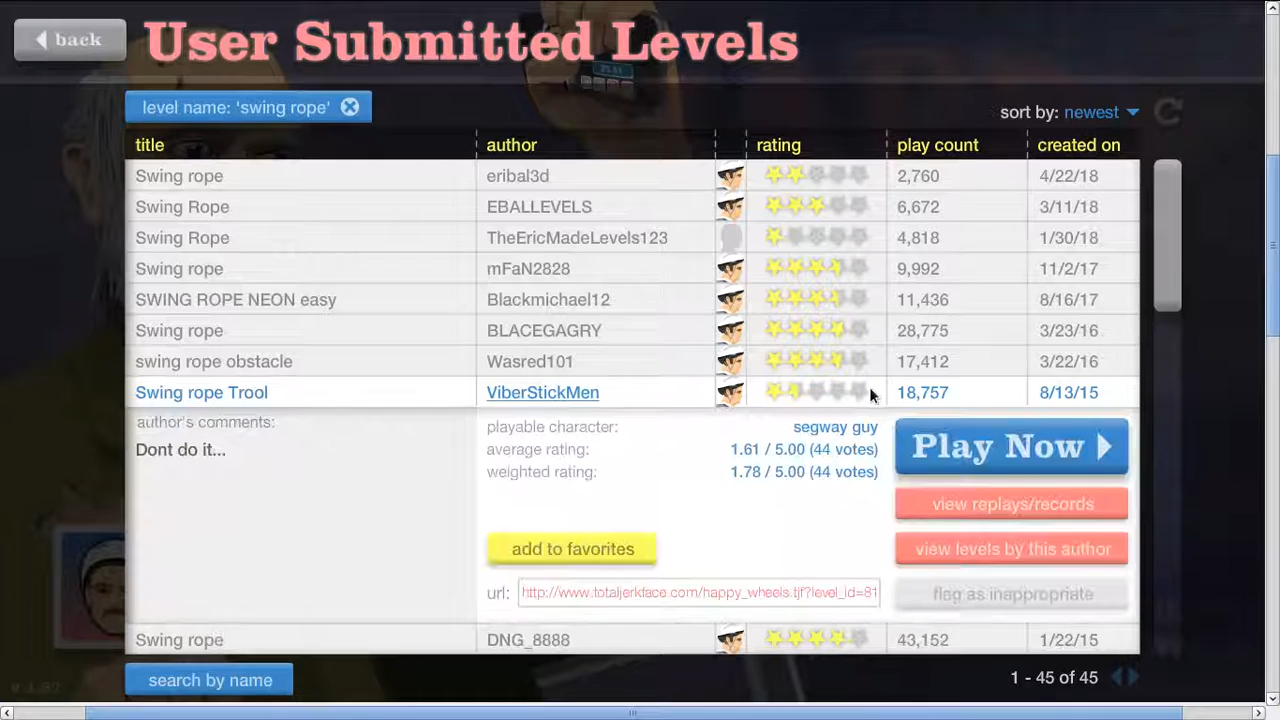 back
User Submitted Levels
level name: 'swing rope'
sort by: newest
title author rating play count created on
Swing rope eribal3d 2,760 4/22/18
Swing Rope EBALLEVELS 6,672 3/11/18
Swing Rope TheEricMadeLevels123 4,818 1/30/18
Swing rope mFaN2828 9,992 11/2/17
SWING ROPE NEON easy Blackmichael12 11,436 8/16/17
Swing rope BLACEGAGRY 28,775 3/23/16
swing rope obstacle Wasred101 17,412 3/22/16
Swing rope Trool ViberStickMen 18,757 8/13/15
author's comments:
Dont do it...
playable character: segway guy
average rating: 1.61 / 5.00 (44 votes)
weighted rating: 1.78 / 5.00 (44 votes)
Play Now
view replays/records
add to favorites
view levels by this author
url: http://www.totaljerkface.com/happy_wheels.tjf?level_id=81
flag as inappropriate
Swing rope DNG_8888 43,152 1/22/15
search by name
1 - 45 of 45